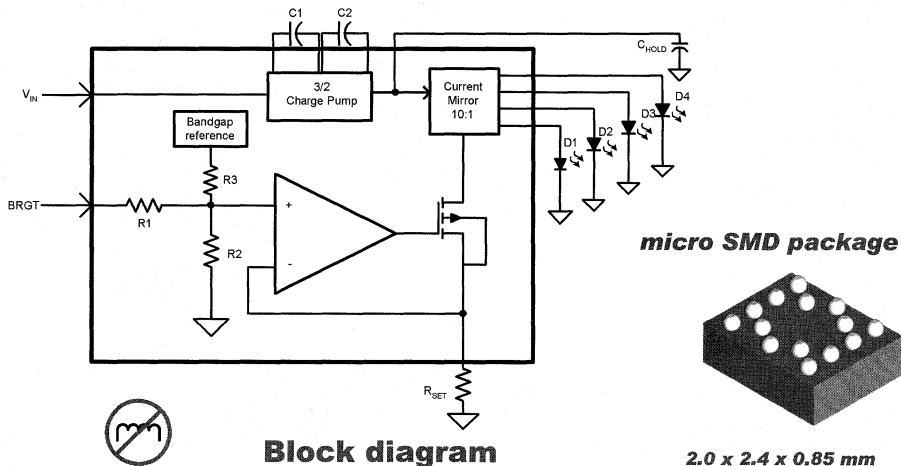 C1
C2
C_HOLD
V_IN
3/2
Charge Pump
Current
Mirror
10:1
D4
D3
D2
D1
Bandgap
reference
R3
BRGT
R1
+
R2
-
micro SMD package
R_SET
Block diagram
2.0 x 2.4 x 0.85 mm